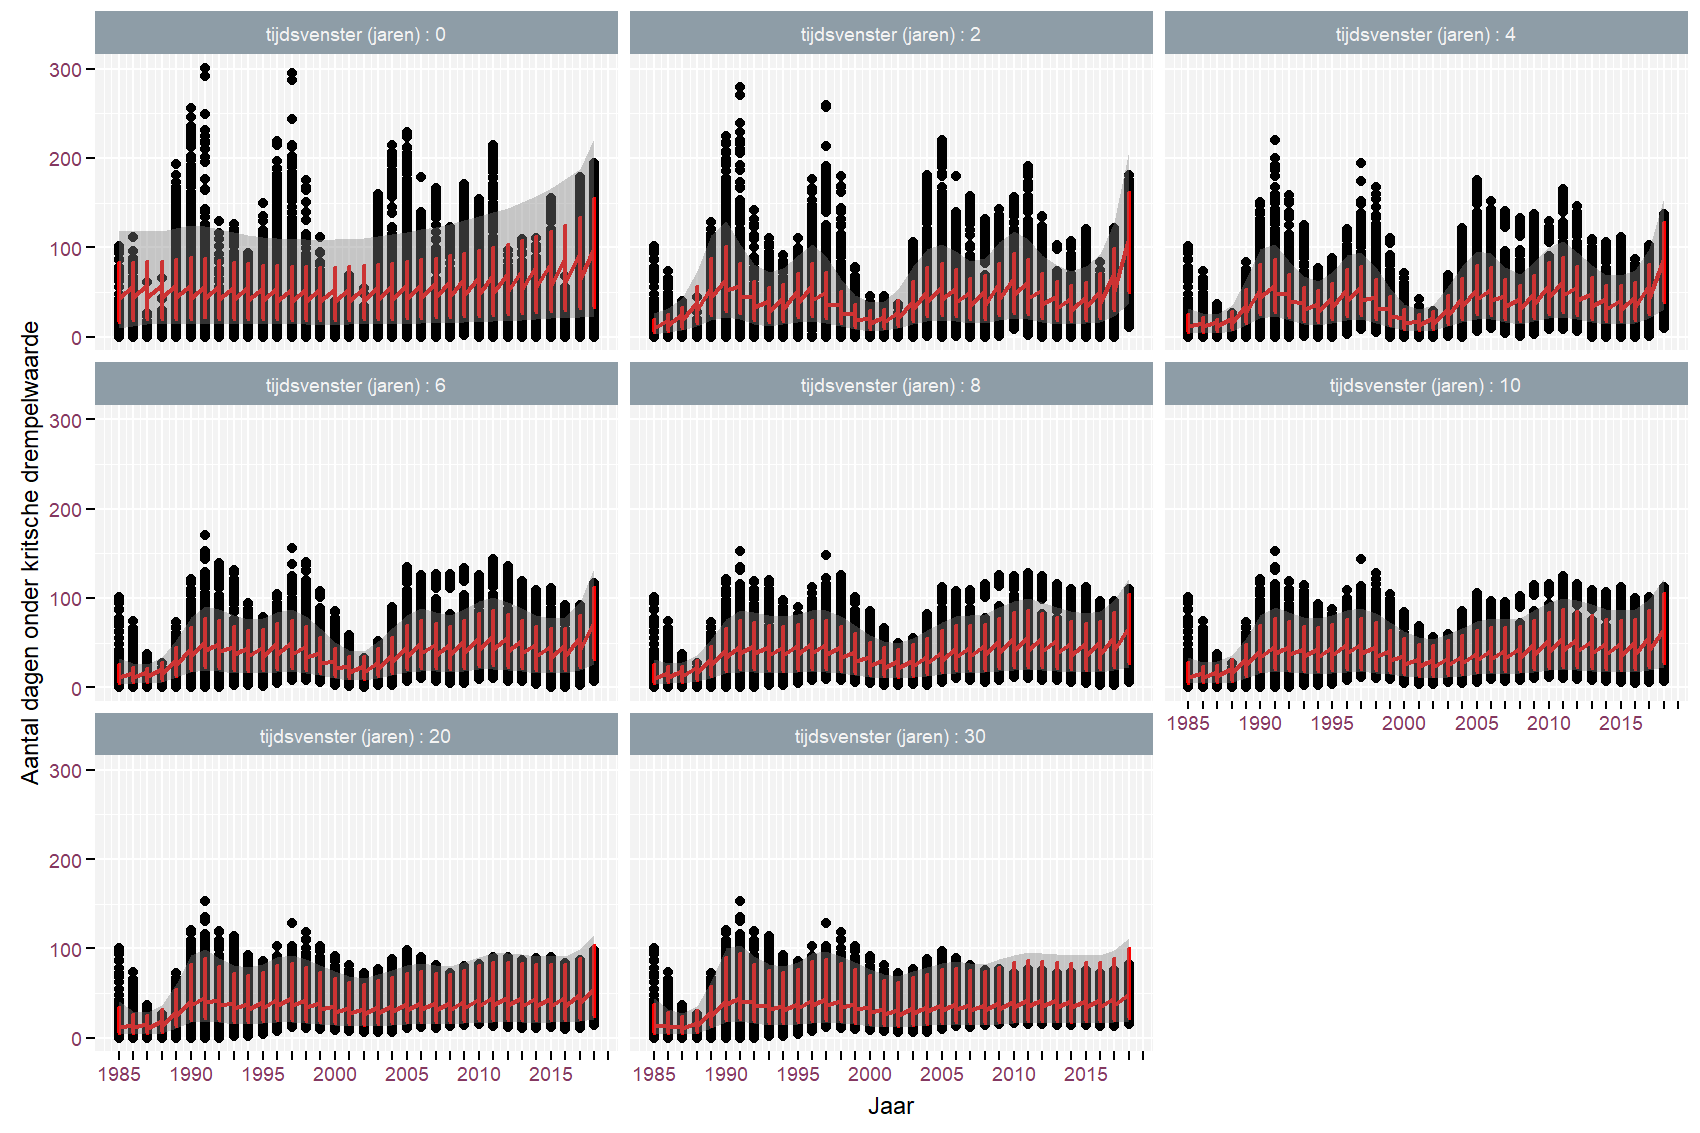 tijdsvenster (jaren) : 0
tijdsvenster (jaren) : 2
tijdsvenster (jaren) : 4
300
200
100
0
tijdsvenster (jaren) : 6
tijdsvenster (jaren) : 8
tijdsvenster (jaren) : 10
300
200
100
0
1985 1990 1995 2000 2005 2010 2015
tijdsvenster (jaren) : 20
tijdsvenster (jaren) : 30
300
200
100
0
1985 1990 1995 2000 2005 2010 2015
1985 1990 1995 2000 2005 2010 2015
Jaar
Aantal dagen onder kritsche drempelwaarde